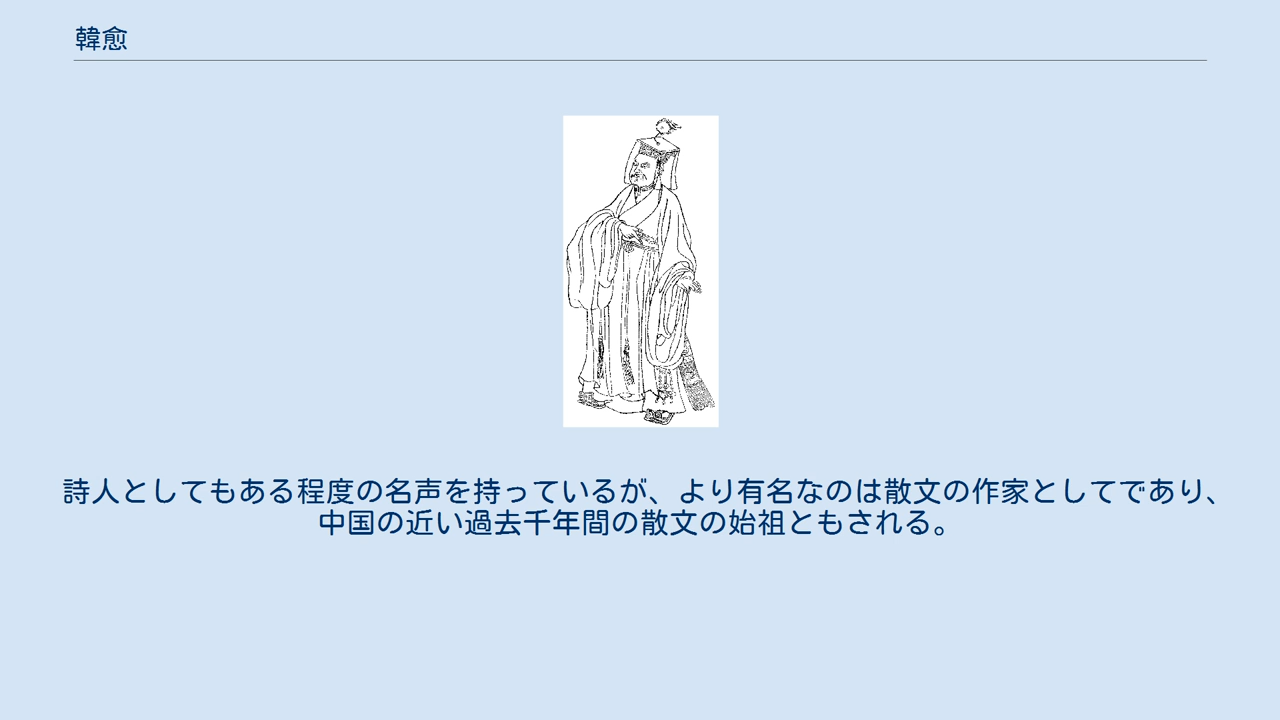 韓愈
詩人としてもある程度の名声を持っているが、より有名なのは散文の作家としてであり、
中国の近い過去千年間の散文の始祖ともされる。